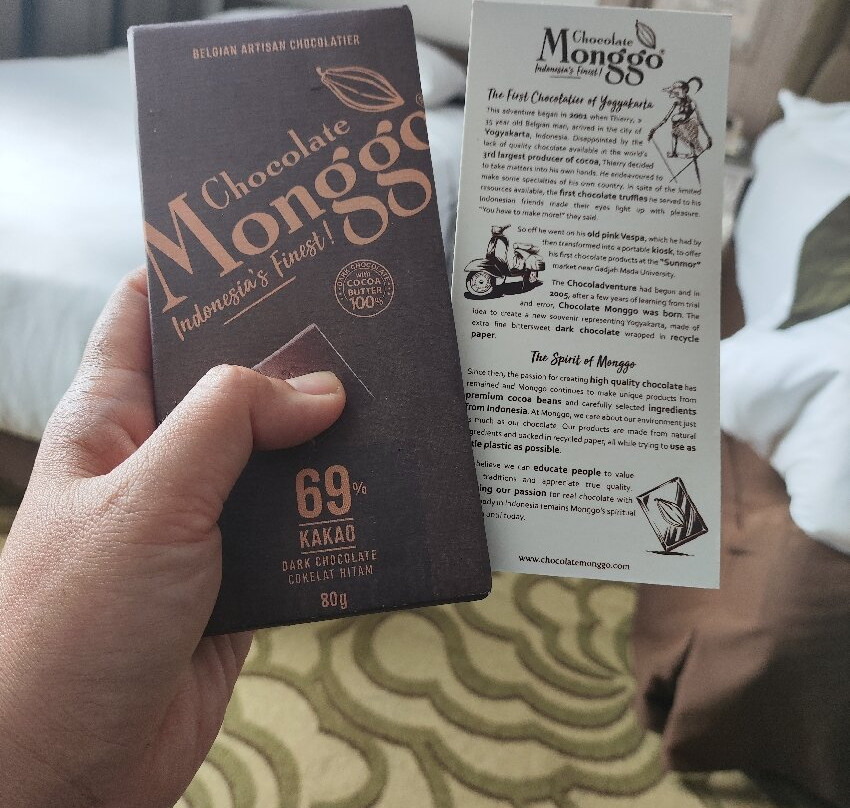 BELGIAN ARTISAN CHOCOLATIER
Chocolate
Monggo
Indonesia's Finest!
DARK CHOCOLATE
with
COCOA
BUTTER
100%
69%
KAKAO
DARK CHOCOLATE
COKELAT HITAM
80g
Chocolate
Monggo
Indonesia's Finest!
The First Chocolatier of Yogyakarta
This adventure began in 2001 when Thierry, a
35 year old Belgian man, arrived in the city of
Yogyakarta, Indonesia. Disappointed by the
lack of quality chocolate available in the world's
3rd largest producer of cocoa, Thierry decided
to take matters into his own hands. He endeavoured to
make some specialties of his own country. In spite of the limited
resources available, the first chocolate truffles he served to his
Indonesian friends made their eyes light up with pleasure.
"You have to make more!" they said.
So off he went on his old pink Vespa, which he had by
then transformed into a portable kiosk, to offer
his first chocolate products at the "Sunmor"
market near Gadjah Mada University.
The Chocoladventure had begun and in
2005, after a few years of learning from trial
and error, Chocolate Monggo was born. The
idea to create a new souvenir representing Yogyakarta, made of
extra fine bittersweet dark chocolate wrapped in recycle
paper.
The Spirit of Monggo
Since then, the passion for creating high quality chocolate has
remained and Monggo continues to make unique products from
premium cocoa beans and carefully selected ingredients
from Indonesia. At Monggo, we care about our environment just
as much as our chocolate. Our products are made from natural
ingredients and packed in recycled paper, all while trying to use as
little plastic as possible.
believe we can educate people to value
traditions and appreciate true quality.
our passion for real chocolate with
in Indonesia remains Monggo's spiritual
until today.
www.chocolatemonggo.com